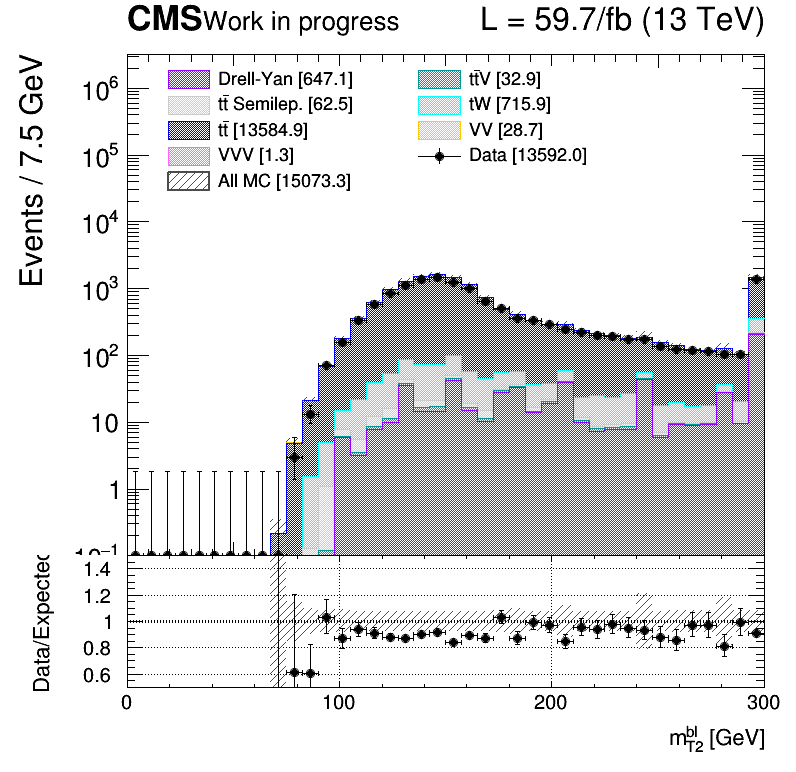 CMS Work in progress L = 59.7/fb (13 TeV)
Events / 7.5 GeV
Drell-Yan [647.1]
tt̄ Semilep. [62.5]
tt̄ [13584.9]
VVV [1.3]
All MC [15073.3]
tt̄V [32.9]
tW [715.9]
VV [28.7]
Data [13592.0]
10⁶
10⁵
10⁴
10³
10²
10
1
10⁻¹
Data/Expected
1.4
1.2
1
0.8
0.6
0 100 200 300
m_T2^bl [GeV]